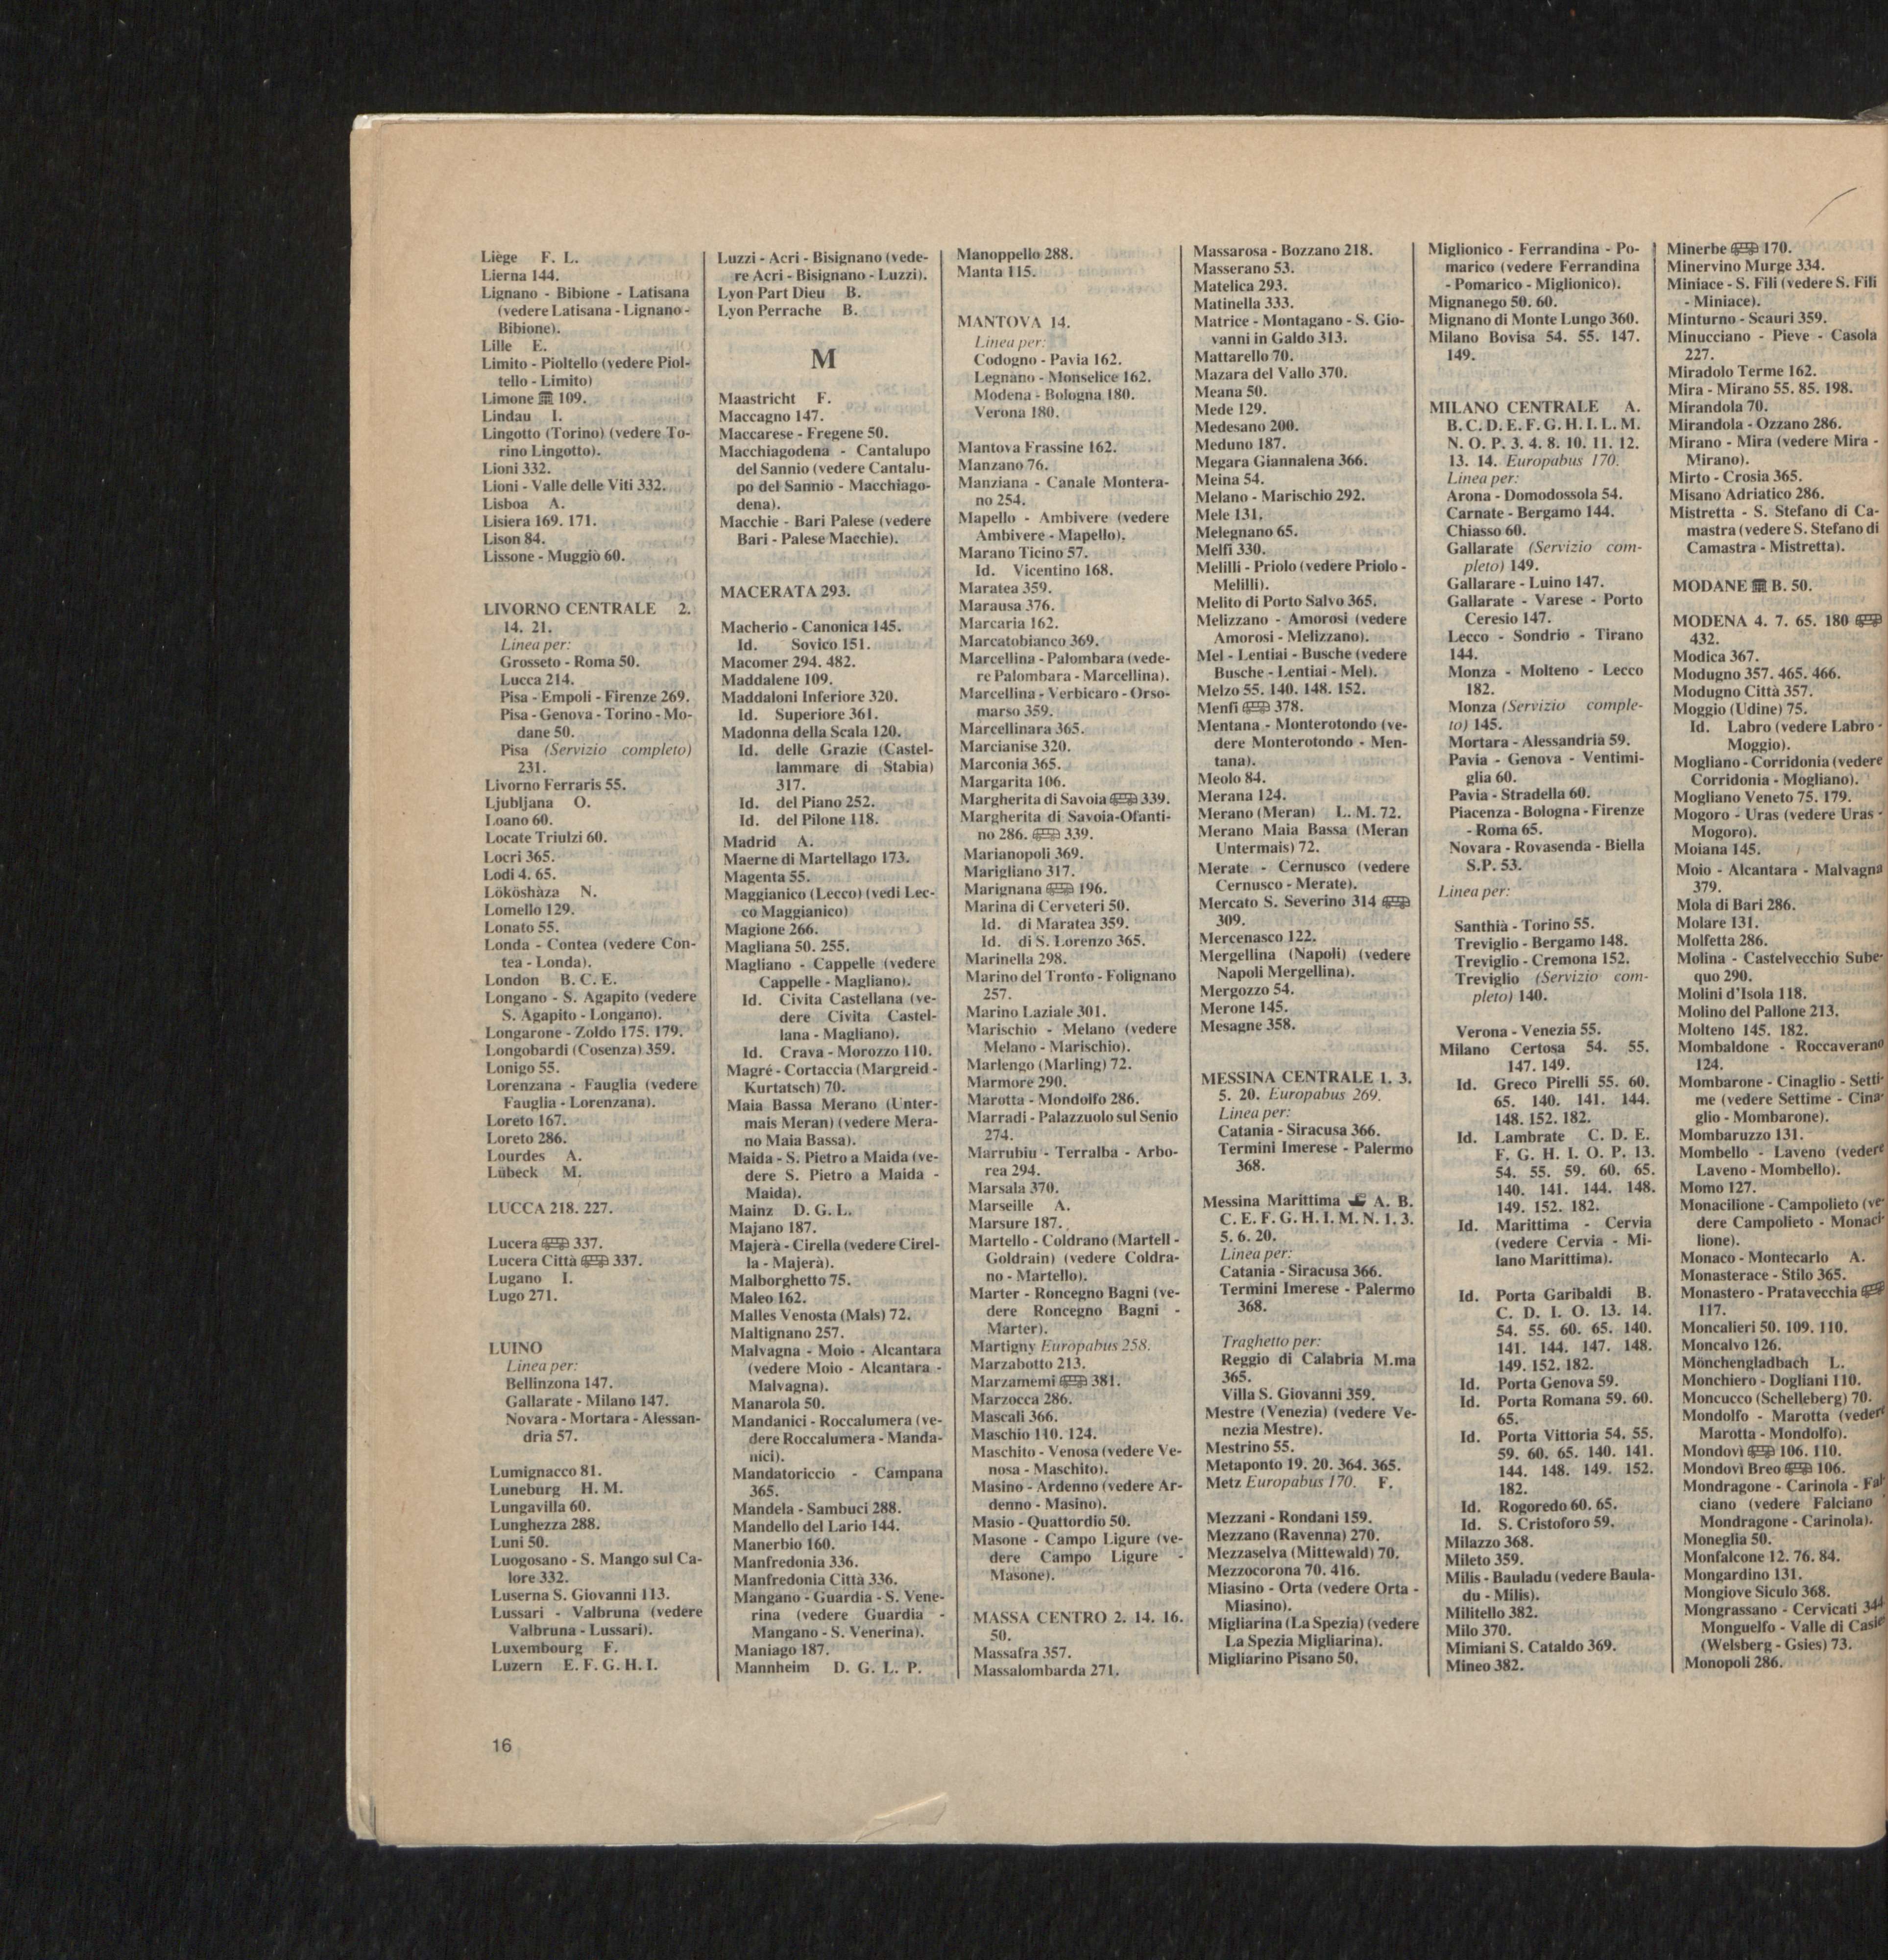 Liège F. L.
Lierna 144.
Lignano - Bibione - Latisana
(vedere Latisana - Lignano -
Bibione).
Lille E.
Limito - Pioltello (vedere Piol-
tello - Limito)
Limone 109.
Lindau I.
Lingotto (Torino) (vedere To-
rino Lingotto).
Lioni 332.
Lioni - Valle delle Viti 332.
Lisboa A.
Lisiera 169. 171.
Lison 84.
Lissone - Muggiò 60.
LIVORNO CENTRALE 2.
14. 21.
Linea per:
Grosseto - Roma 50.
Lucca 214.
Pisa - Empoli - Firenze 269.
Pisa - Genova - Torino - Mo-
dane 50.
Pisa (Servizio completo)
231.
Livorno Ferraris 55.
Ljubljana O.
Loano 60.
Locate Triulzi 60.
Locri 365.
Lodi 4. 65.
Lököshàza N.
Lomello 129.
Lonato 55.
Londa - Contea (vedere Con-
tea - Londa).
London B. C. E.
Longano - S. Agapito (vedere
S. Agapito - Longano).
Longarone - Zoldo 175. 179.
Longobardi (Cosenza) 359.
Lonigo 55.
Lorenzana - Fauglia (vedere
Fauglia - Lorenzana).
Loreto 167.
Loreto 286.
Lourdes A.
Lübeck M.
LUCCA 218. 227.
Lucera 337.
Lucera Città 337.
Lugano I.
Lugo 271.
LUINO
Linea per:
Bellinzona 147.
Gallarate - Milano 147.
Novara - Mortara - Alessan-
dria 57.
Lumignacco 81.
Luneburg H. M.
Lungavilla 60.
Lunghezza 288.
Luni 50.
Luogosano - S. Mango sul Ca-
lore 332.
Luserna S. Giovanni 113.
Lussari - Valbruna (vedere
Valbruna - Lussari).
Luxembourg F.
Luzern E. F. G. H. I.
Luzzi - Acri - Bisignano (vede-
re Acri - Bisignano - Luzzi).
Lyon Part Dieu B.
Lyon Perrache B.
M
Maastricht F.
Maccagno 147.
Maccarese - Fregene 50.
Macchiagodena - Cantalupo
del Sannio (vedere Cantalu-
po del Sannio - Macchiago-
dena).
Macchie - Bari Palese (vedere
Bari - Palese Macchie).
MACERATA 293.
Macherio - Canonica 145.
Id. Sovico 151.
Macomer 294. 482.
Maddalene 109.
Maddaloni Inferiore 320.
Id. Superiore 361.
Madonna della Scala 120.
Id. delle Grazie (Castel-
lammare di Stabia)
317.
Id. del Piano 252.
Id. del Pilone 118.
Madrid A.
Maerne di Martellago 173.
Magenta 55.
Maggianico (Lecco) (vedi Lec-
co Maggianico)
Magione 266.
Magliana 50. 255.
Magliano - Cappelle (vedere
Cappelle - Magliano).
Id. Civita Castellana (ve-
dere Civita Castel-
lana - Magliano).
Id. Crava - Morozzo 110.
Magré - Cortaccia (Margreid -
Kurtatsch) 70.
Maia Bassa Merano (Unter-
mais Meran) (vedere Mera-
no Maia Bassa).
Maida - S. Pietro a Maida (ve-
dere S. Pietro a Maida -
Maida).
Mainz D. G. L.
Majano 187.
Majerà - Cirella (vedere Cirel-
la - Majerà).
Malborghetto 75.
Maleo 162.
Malles Venosta (Mals) 72.
Maltignano 257.
Malvagna - Moio - Alcantara
(vedere Moio - Alcantara -
Malvagna).
Manarola 50.
Mandanici - Roccalumera (ve-
dere Roccalumera - Manda-
nici).
Mandatoriccio - Campana
365.
Mandela - Sambuci 288.
Mandello del Lario 144.
Manerbio 160.
Manfredonia 336.
Manfredonia Città 336.
Mangano - Guardia - S. Vene-
rina (vedere Guardia -
Mangano - S. Venerina).
Maniago 187.
Mannheim D. G. L. P.
Manoppello 288.
Manta 115.
MANTOVA 14.
Linea per:
Codogno - Pavia 162.
Legnano - Monselice 162.
Modena - Bologna 180.
Verona 180.
Mantova Frassine 162.
Manzano 76.
Manziana - Canale Montera-
no 254.
Mapello - Ambivere (vedere
Ambivere - Mapello).
Marano Ticino 57.
Id. Vicentino 168.
Maratea 359.
Marausa 376.
Marcaria 162.
Marcatobianco 369.
Marcellina - Palombara (vede-
re Palombara - Marcellina).
Marcellina - Verbicaro - Orso-
marso 359.
Marcellinara 365.
Marcianise 320.
Marconia 365.
Margarita 106.
Margherita di Savoia 339.
Margherita di Savoia-Ofanti-
no 286. 339.
Marianopoli 369.
Marigliano 317.
Marignana 196.
Marina di Cerveteri 50.
Id. di Maratea 359.
Id. di S. Lorenzo 365.
Marinella 298.
Marino del Tronto - Folignano
257.
Marino Laziale 301.
Marischio - Melano (vedere
Melano - Marischio).
Marlengo (Marling) 72.
Marmore 290.
Marotta - Mondolfo 286.
Marradi - Palazzuolo sul Senio
274.
Marrubiu - Terralba - Arbo-
rea 294.
Marsala 370.
Marseille A.
Marsure 187.
Martello - Coldrano (Martell -
Goldrain) (vedere Coldra-
no - Martello).
Marter - Roncegno Bagni (ve-
dere Roncegno Bagni -
Marter).
Martigny Europabus 258.
Marzabotto 213.
Marzamemi 381.
Marzocca 286.
Mascali 366.
Maschio 110. 124.
Maschito - Venosa (vedere Ve-
nosa - Maschito).
Masino - Ardenno (vedere Ar-
denno - Masino).
Masio - Quattordio 50.
Masone - Campo Ligure (ve-
dere Campo Ligure -
Masone).
MASSA CENTRO 2. 14. 16.
50.
Massafra 357.
Massalombarda 271.
Massarosa - Bozzano 218.
Masserano 53.
Matelica 293.
Matinella 333.
Matrice - Montagano - S. Gio-
vanni in Galdo 313.
Mattarello 70.
Mazara del Vallo 370.
Meana 50.
Mede 129.
Medesano 200.
Meduno 187.
Megara Giannalena 366.
Meina 54.
Melano - Marischio 292.
Mele 131.
Melegnano 65.
Melfi 330.
Melilli - Priolo (vedere Priolo -
Melilli).
Melito di Porto Salvo 365.
Melizzano - Amorosi (vedere
Amorosi - Melizzano).
Mel - Lentiai - Busche (vedere
Busche - Lentiai - Mel).
Melzo 55. 140. 148. 152.
Menfi 378.
Mentana - Monterotondo (ve-
dere Monterotondo - Men-
tana).
Meolo 84.
Merana 124.
Merano (Meran) L. M. 72.
Merano Maia Bassa (Meran
Untermais) 72.
Merate - Cernusco (vedere
Cernusco - Merate).
Mercato S. Severino 314
309.
Mercenasco 122.
Mergellina (Napoli) (vedere
Napoli Mergellina).
Mergozzo 54.
Merone 145.
Mesagne 358.
MESSINA CENTRALE 1. 3.
5. 20. Europabus 269.
Linea per:
Catania - Siracusa 366.
Termini Imerese - Palermo
368.
Messina Marittima A. B.
C. E. F. G. H. I. M. N. 1. 3.
5. 6. 20.
Linea per:
Catania - Siracusa 366.
Termini Imerese - Palermo
368.
Traghetto per:
Reggio di Calabria M.ma
365.
Villa S. Giovanni 359.
Mestre (Venezia) (vedere Ve-
nezia Mestre).
Mestrino 55.
Metaponto 19. 20. 364. 365.
Metz Europabus 170. F.
Mezzani - Rondani 159.
Mezzano (Ravenna) 270.
Mezzaselva (Mittewald) 70.
Mezzocorona 70. 416.
Miasino - Orta (vedere Orta -
Miasino).
Migliarina (La Spezia) (vedere
La Spezia Migliarina).
Migliarino Pisano 50.
Miglionico - Ferrandina - Po-
marico (vedere Ferrandina
- Pomarico - Miglionico).
Mignanego 50. 60.
Mignano di Monte Lungo 360.
Milano Bovisa 54. 55. 147.
149.
MILANO CENTRALE A.
B. C. D. E. F. G. H. I. L. M.
N. O. P. 3. 4. 8. 10. 11. 12.
13. 14. Europabus 170.
Linea per:
Arona - Domodossola 54.
Carnate - Bergamo 144.
Chiasso 60.
Gallarate (Servizio com-
pleto) 149.
Gallarare - Luino 147.
Gallarate - Varese - Porto
Ceresio 147.
Lecco - Sondrio - Tirano
144.
Monza - Molteno - Lecco
182.
Monza (Servizio comple-
to) 145.
Mortara - Alessandria 59.
Pavia - Genova - Ventimi-
glia 60.
Pavia - Stradella 60.
Piacenza - Bologna - Firenze
- Roma 65.
Novara - Rovasenda - Biella
S.P. 53.
Linea per:
Santhià - Torino 55.
Treviglio - Bergamo 148.
Treviglio - Cremona 152.
Treviglio (Servizio com-
pleto) 140.
Verona - Venezia 55.
Milano Certosa 54. 55.
147. 149.
Id. Greco Pirelli 55. 60.
65. 140. 141. 144.
148. 152. 182.
Id. Lambrate C. D. E.
F. G. H. I. O. P. 13.
54. 55. 59. 60. 65.
140. 141. 144. 148.
149. 152. 182.
Id. Marittima - Cervia
(vedere Cervia - Mi-
lano Marittima).
Id. Porta Garibaldi B.
C. D. I. O. 13. 14.
54. 55. 60. 65. 140.
141. 144. 147. 148.
149. 152. 182.
Id. Porta Genova 59.
Id. Porta Romana 59. 60.
65.
Id. Porta Vittoria 54. 55.
59. 60. 65. 140. 141.
144. 148. 149. 152.
182.
Id. Rogoredo 60. 65.
Id. S. Cristoforo 59.
Milazzo 368.
Mileto 359.
Milis - Bauladu (vedere Baula-
du - Milis).
Militello 382.
Milo 370.
Mimiani S. Cataldo 369.
Mineo 382.
Minerbe 170.
Minervino Murge 334.
Miniace - S. Fili (vedere S. Fili
- Miniace).
Minturno - Scauri 359.
Minucciano - Pieve - Casola
227.
Miradolo Terme 162.
Mira - Mirano 55. 85. 198.
Mirandola 70.
Mirandola - Ozzano 286.
Mirano - Mira (vedere Mira -
Mirano).
Mirto - Crosia 365.
Misano Adriatico 286.
Mistretta - S. Stefano di Ca-
mastra (vedere S. Stefano di
Camastra - Mistretta).
MODANE B. 50.
MODENA 4. 7. 65. 180
432.
Modica 367.
Modugno 357. 465. 466.
Modugno Città 357.
Moggio (Udine) 75.
Id. Labro (vedere Labro -
Moggio).
Mogliano - Corridonia (vedere
Corridonia - Mogliano).
Mogliano Veneto 75. 179.
Mogoro - Uras (vedere Uras -
Mogoro).
Moiana 145.
Moio - Alcantara - Malvagna
379.
Mola di Bari 286.
Molare 131.
Molfetta 286.
Molina - Castelvecchio Sube-
quo 290.
Molini d'Isola 118.
Molino del Pallone 213.
Molteno 145. 182.
Mombaldone - Roccaverano
124.
Mombarone - Cinaglio - Setti-
me (vedere Settime - Cina-
glio - Mombarone).
Mombaruzzo 131.
Mombello - Laveno (vedere
Laveno - Mombello).
Momo 127.
Monacilione - Campolieto (ve-
dere Campolieto - Monaci-
lione).
Monaco - Montecarlo A.
Monasterace - Stilo 365.
Monastero - Pratavecchia
117.
Moncalieri 50. 109. 110.
Moncalvo 126.
Mönchengladbach L.
Monchiero - Dogliani 110.
Moncucco (Schelleberg) 70.
Mondolfo - Marotta (vedere
Marotta - Mondolfo).
Mondovì 106. 110.
Mondovì Breo 106.
Mondragone - Carinola - Fal-
ciano (vedere Falciano
Mondragone - Carinola).
Moneglia 50.
Monfalcone 12. 76. 84.
Mongardino 131.
Mongiove Siculo 368.
Mongrassano - Cervicati 344
Monguelfo - Valle di
(Welsberg - Gsies) 73.
Monopoli 286.
16